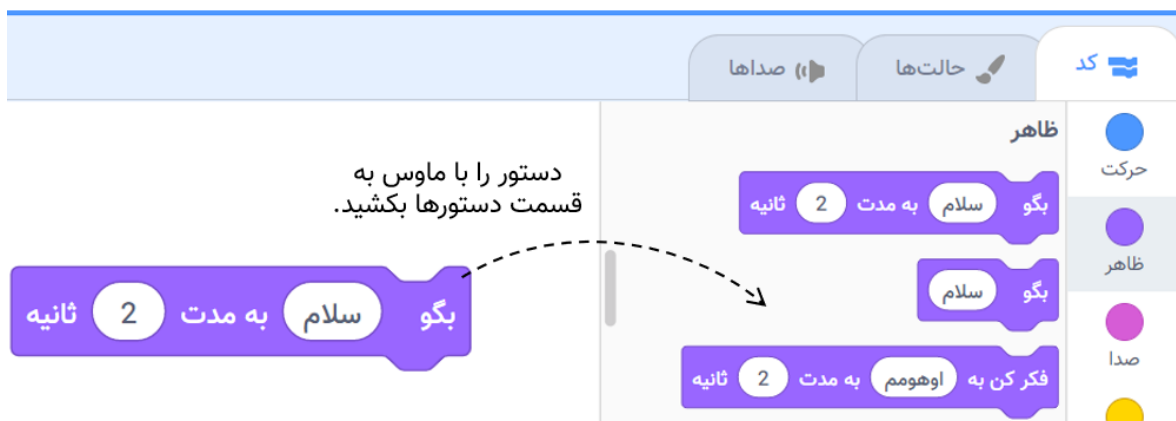 کد
حالت‌ها
صداها
حرکت
ظاهر
صدا
ظاهر
بگو سلام به مدت 2 ثانیه
بگو سلام
فکر کن به اوهومم به مدت 2 ثانیه
دستور را با ماوس به
قسمت دستورها بکشید.
بگو سلام به مدت 2 ثانیه